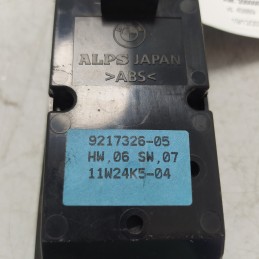 ALPS JAPAN
>ABS<
9217326-05
HW,06 SW,07
11W24K5-04